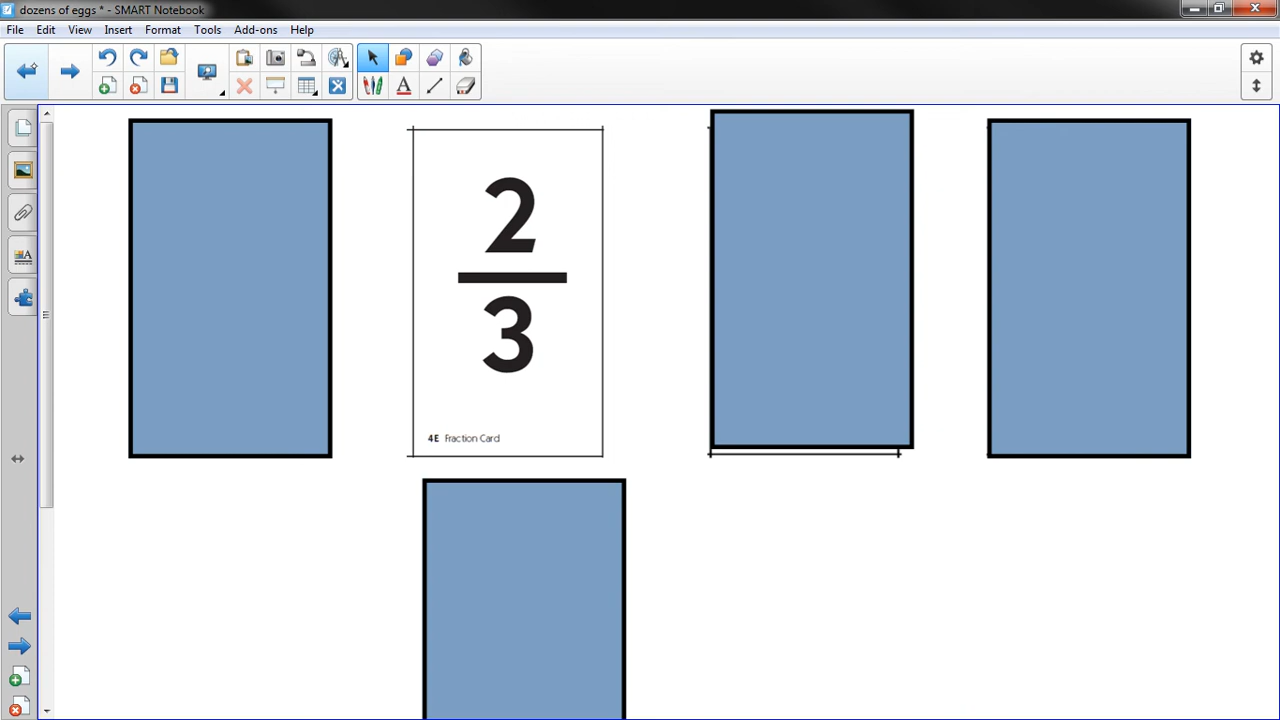 dozens of eggs * - SMART Notebook
File Edit View Insert Format Tools Add-ons Help
2
3
4E Fraction Card